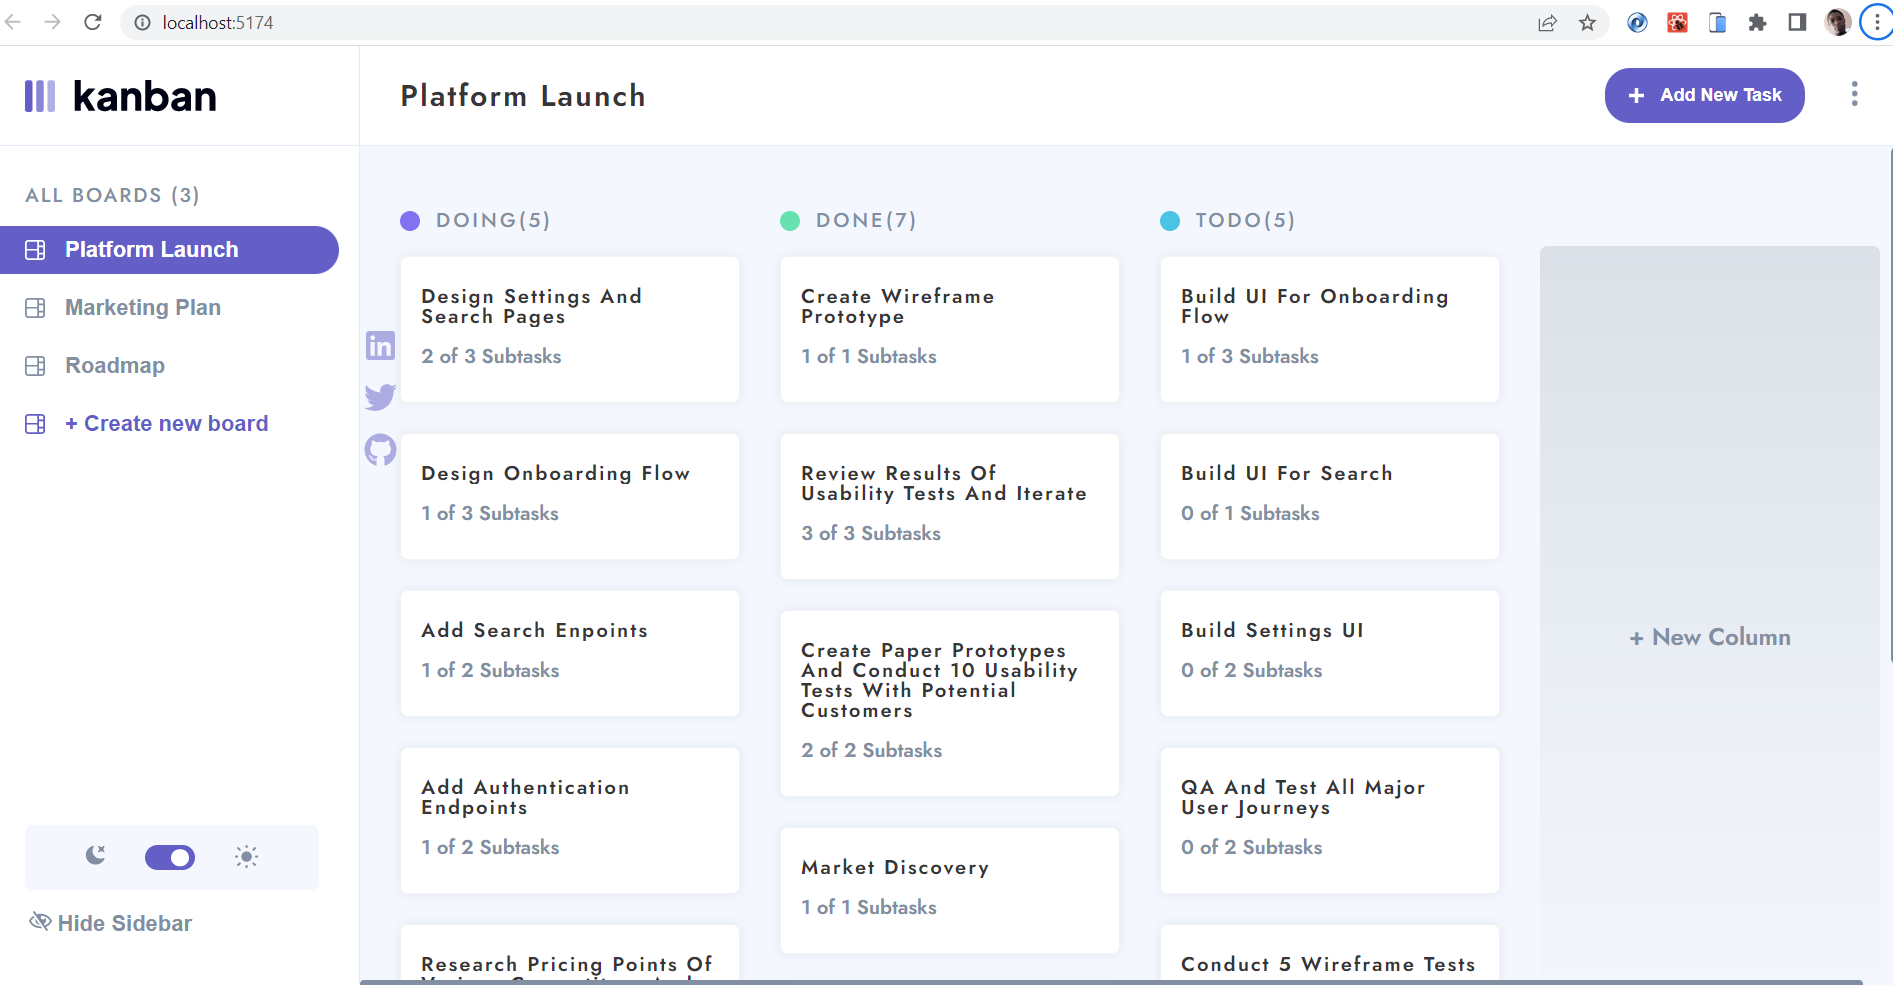 localhost:5174
kanban
Platform Launch
+ Add New Task
ALL BOARDS (3)
Platform Launch
Marketing Plan
Roadmap
+ Create new board
Hide Sidebar
DOING(5)
Design Settings And
Search Pages
2 of 3 Subtasks
Design Onboarding Flow
1 of 3 Subtasks
Add Search Enpoints
1 of 2 Subtasks
Add Authentication
Endpoints
1 of 2 Subtasks
Research Pricing Points Of
DONE(7)
Create Wireframe
Prototype
1 of 1 Subtasks
Review Results Of
Usability Tests And Iterate
3 of 3 Subtasks
Create Paper Prototypes
And Conduct 10 Usability
Tests With Potential
Customers
2 of 2 Subtasks
Market Discovery
1 of 1 Subtasks
TODO(5)
Build UI For Onboarding
Flow
1 of 3 Subtasks
Build UI For Search
0 of 1 Subtasks
Build Settings UI
0 of 2 Subtasks
QA And Test All Major
User Journeys
0 of 2 Subtasks
Conduct 5 Wireframe Tests
+ New Column